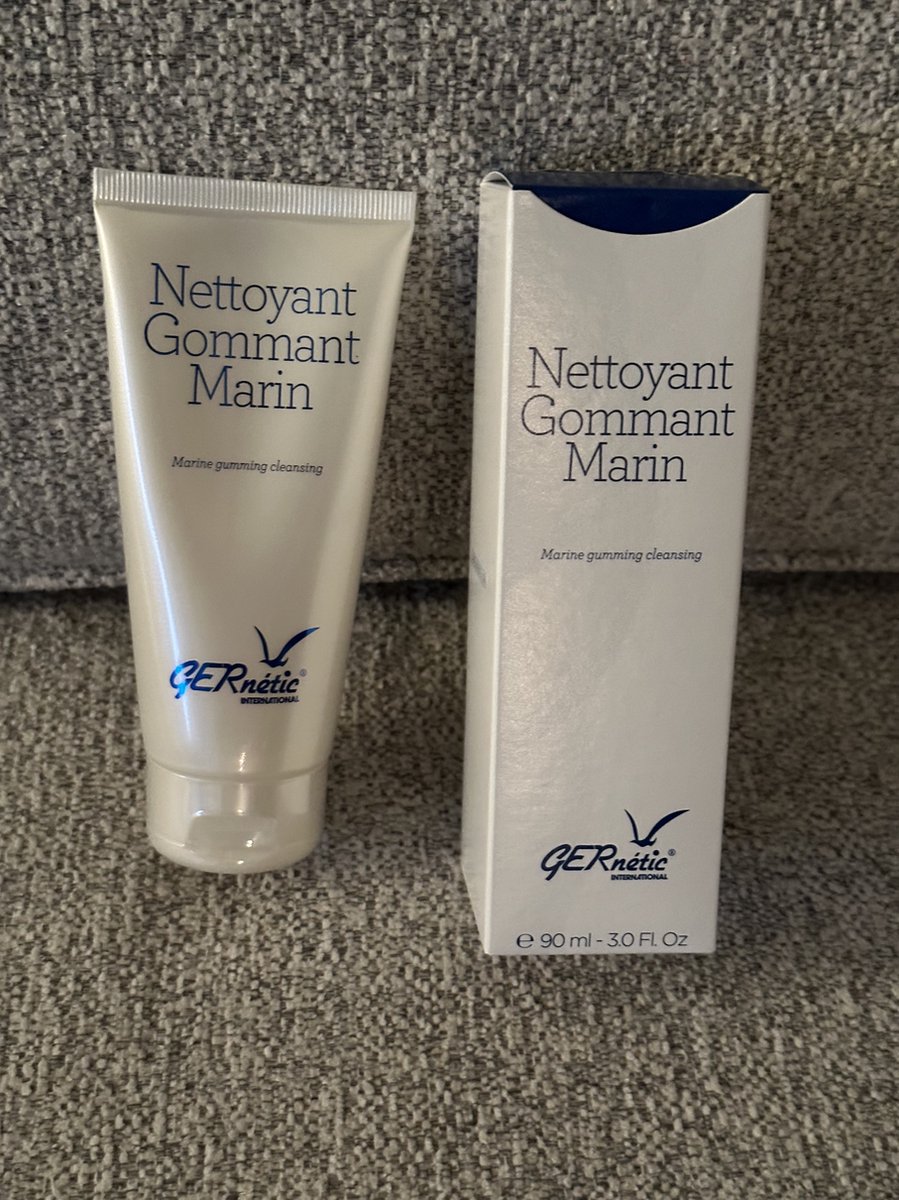 Nettoyant
Gommant
Marin
Marine gumming cleansing
GERnétic®
INTERNATIONAL
Nettoyant
Gommant
Marin
Marine gumming cleansing
GERnétic®
INTERNATIONAL
℮ 90 ml - 3.0 Fl. Oz